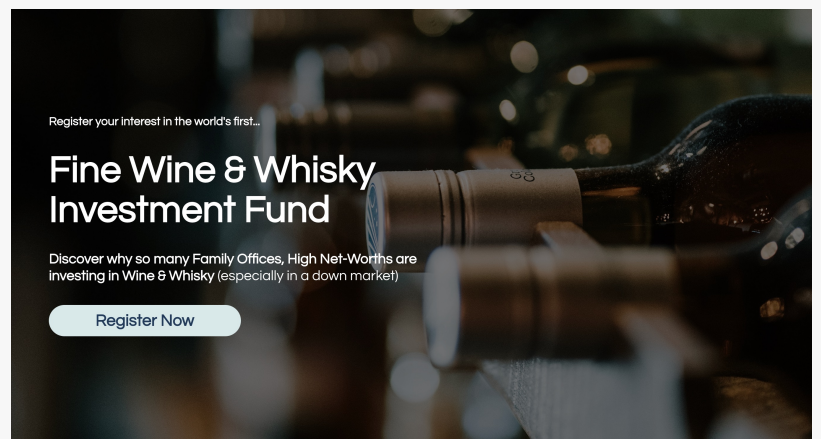 Register your interest in the world's first...
Fine Wine & Whisky
Investment Fund
Discover why so many Family Offices, High Net-Worths are
investing in Wine & Whisky (especially in a down market)
Register Now